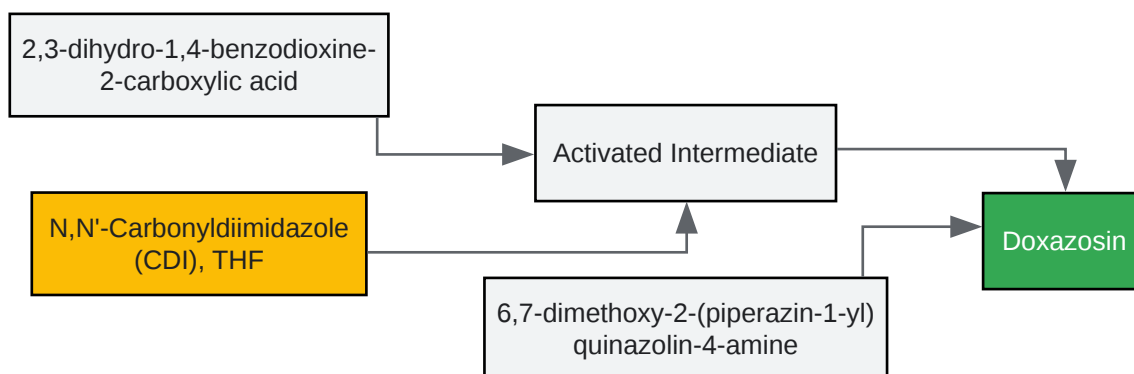 2,3-dihydro-1,4-benzodioxine-
2-carboxylic acid
Activated Intermediate
N,N'-Carbonyldiimidazole
(CDI), THF
Doxazosin
6,7-dimethoxy-2-(piperazin-1-yl)
quinazolin-4-amine